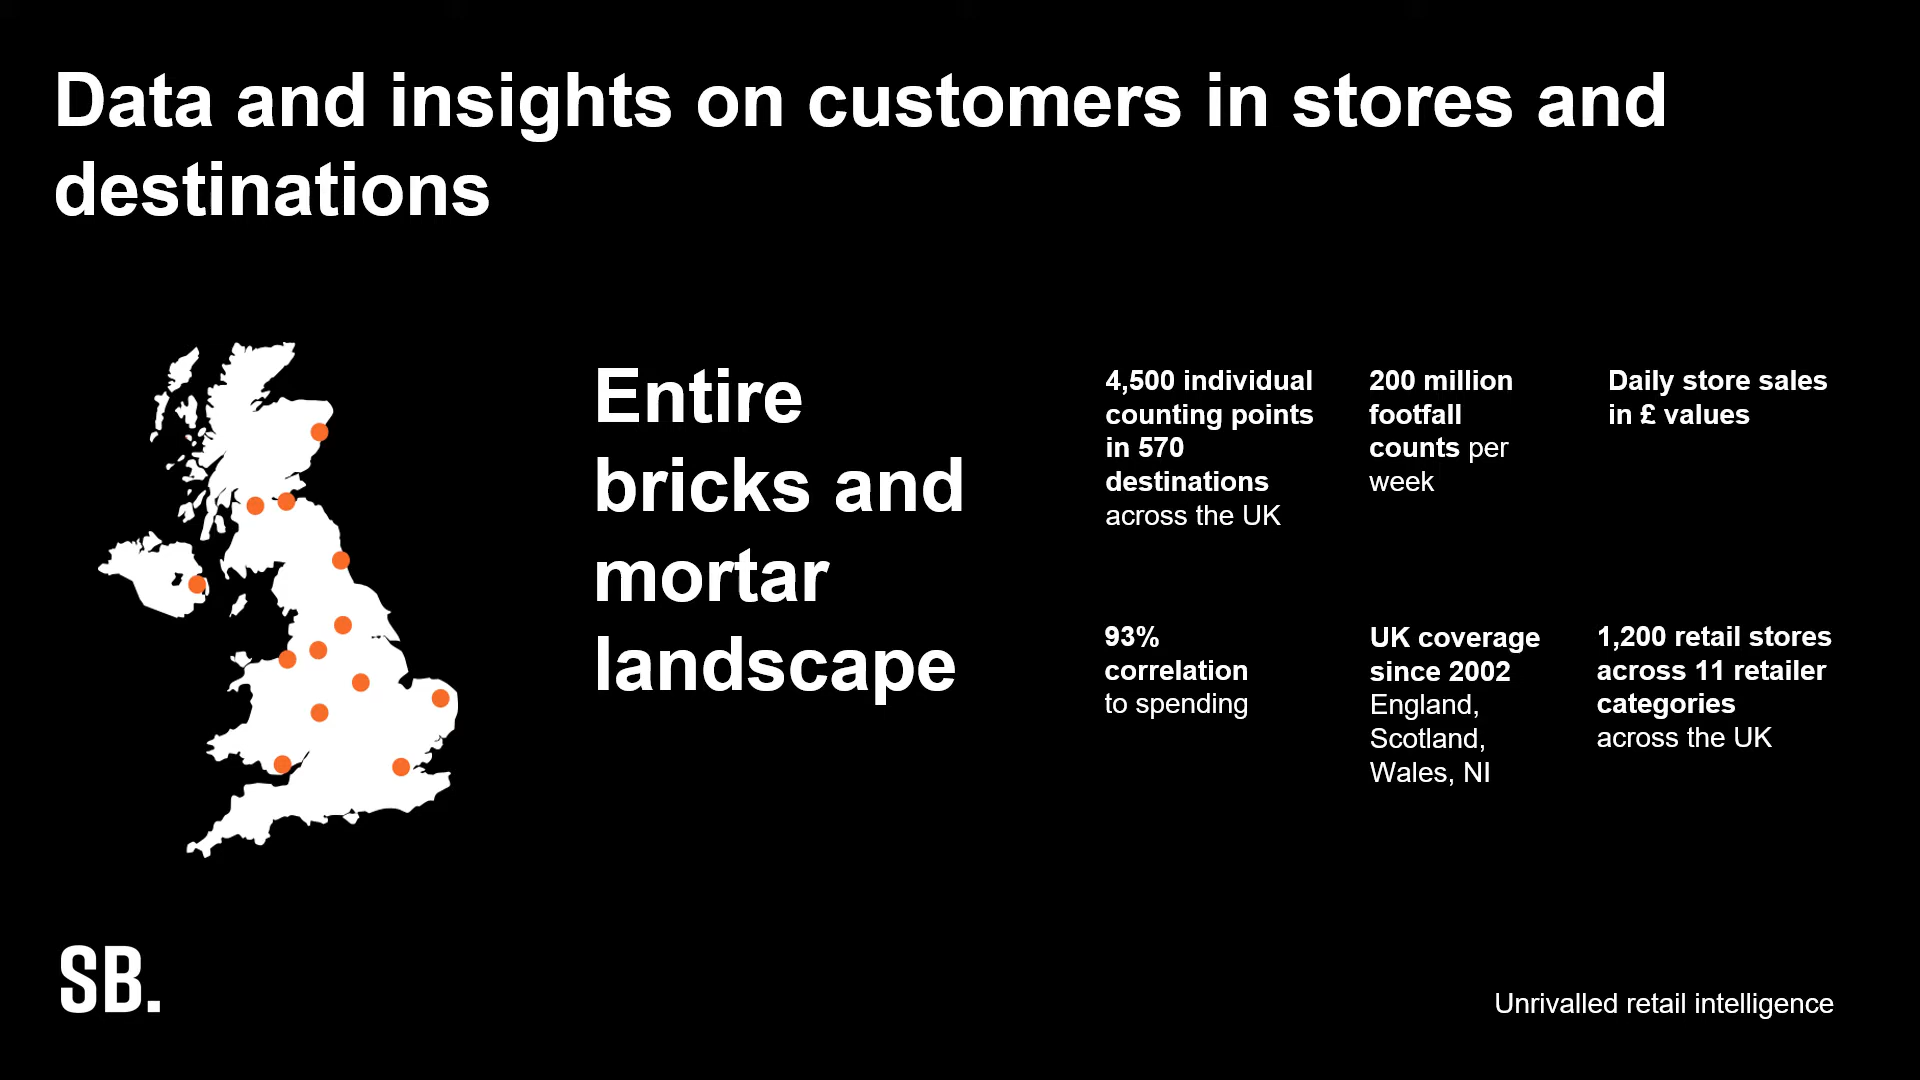 Data and insights on customers in stores and
destinations
Entire
bricks and
mortar
landscape
4,500 individual
counting points
in 570
destinations
across the UK
200 million
footfall
counts per
week
Daily store sales
in £ values
93%
correlation
to spending
UK coverage
since 2002
England,
Scotland,
Wales, NI
1,200 retail stores
across 11 retailer
categories
across the UK
SB.
Unrivalled retail intelligence